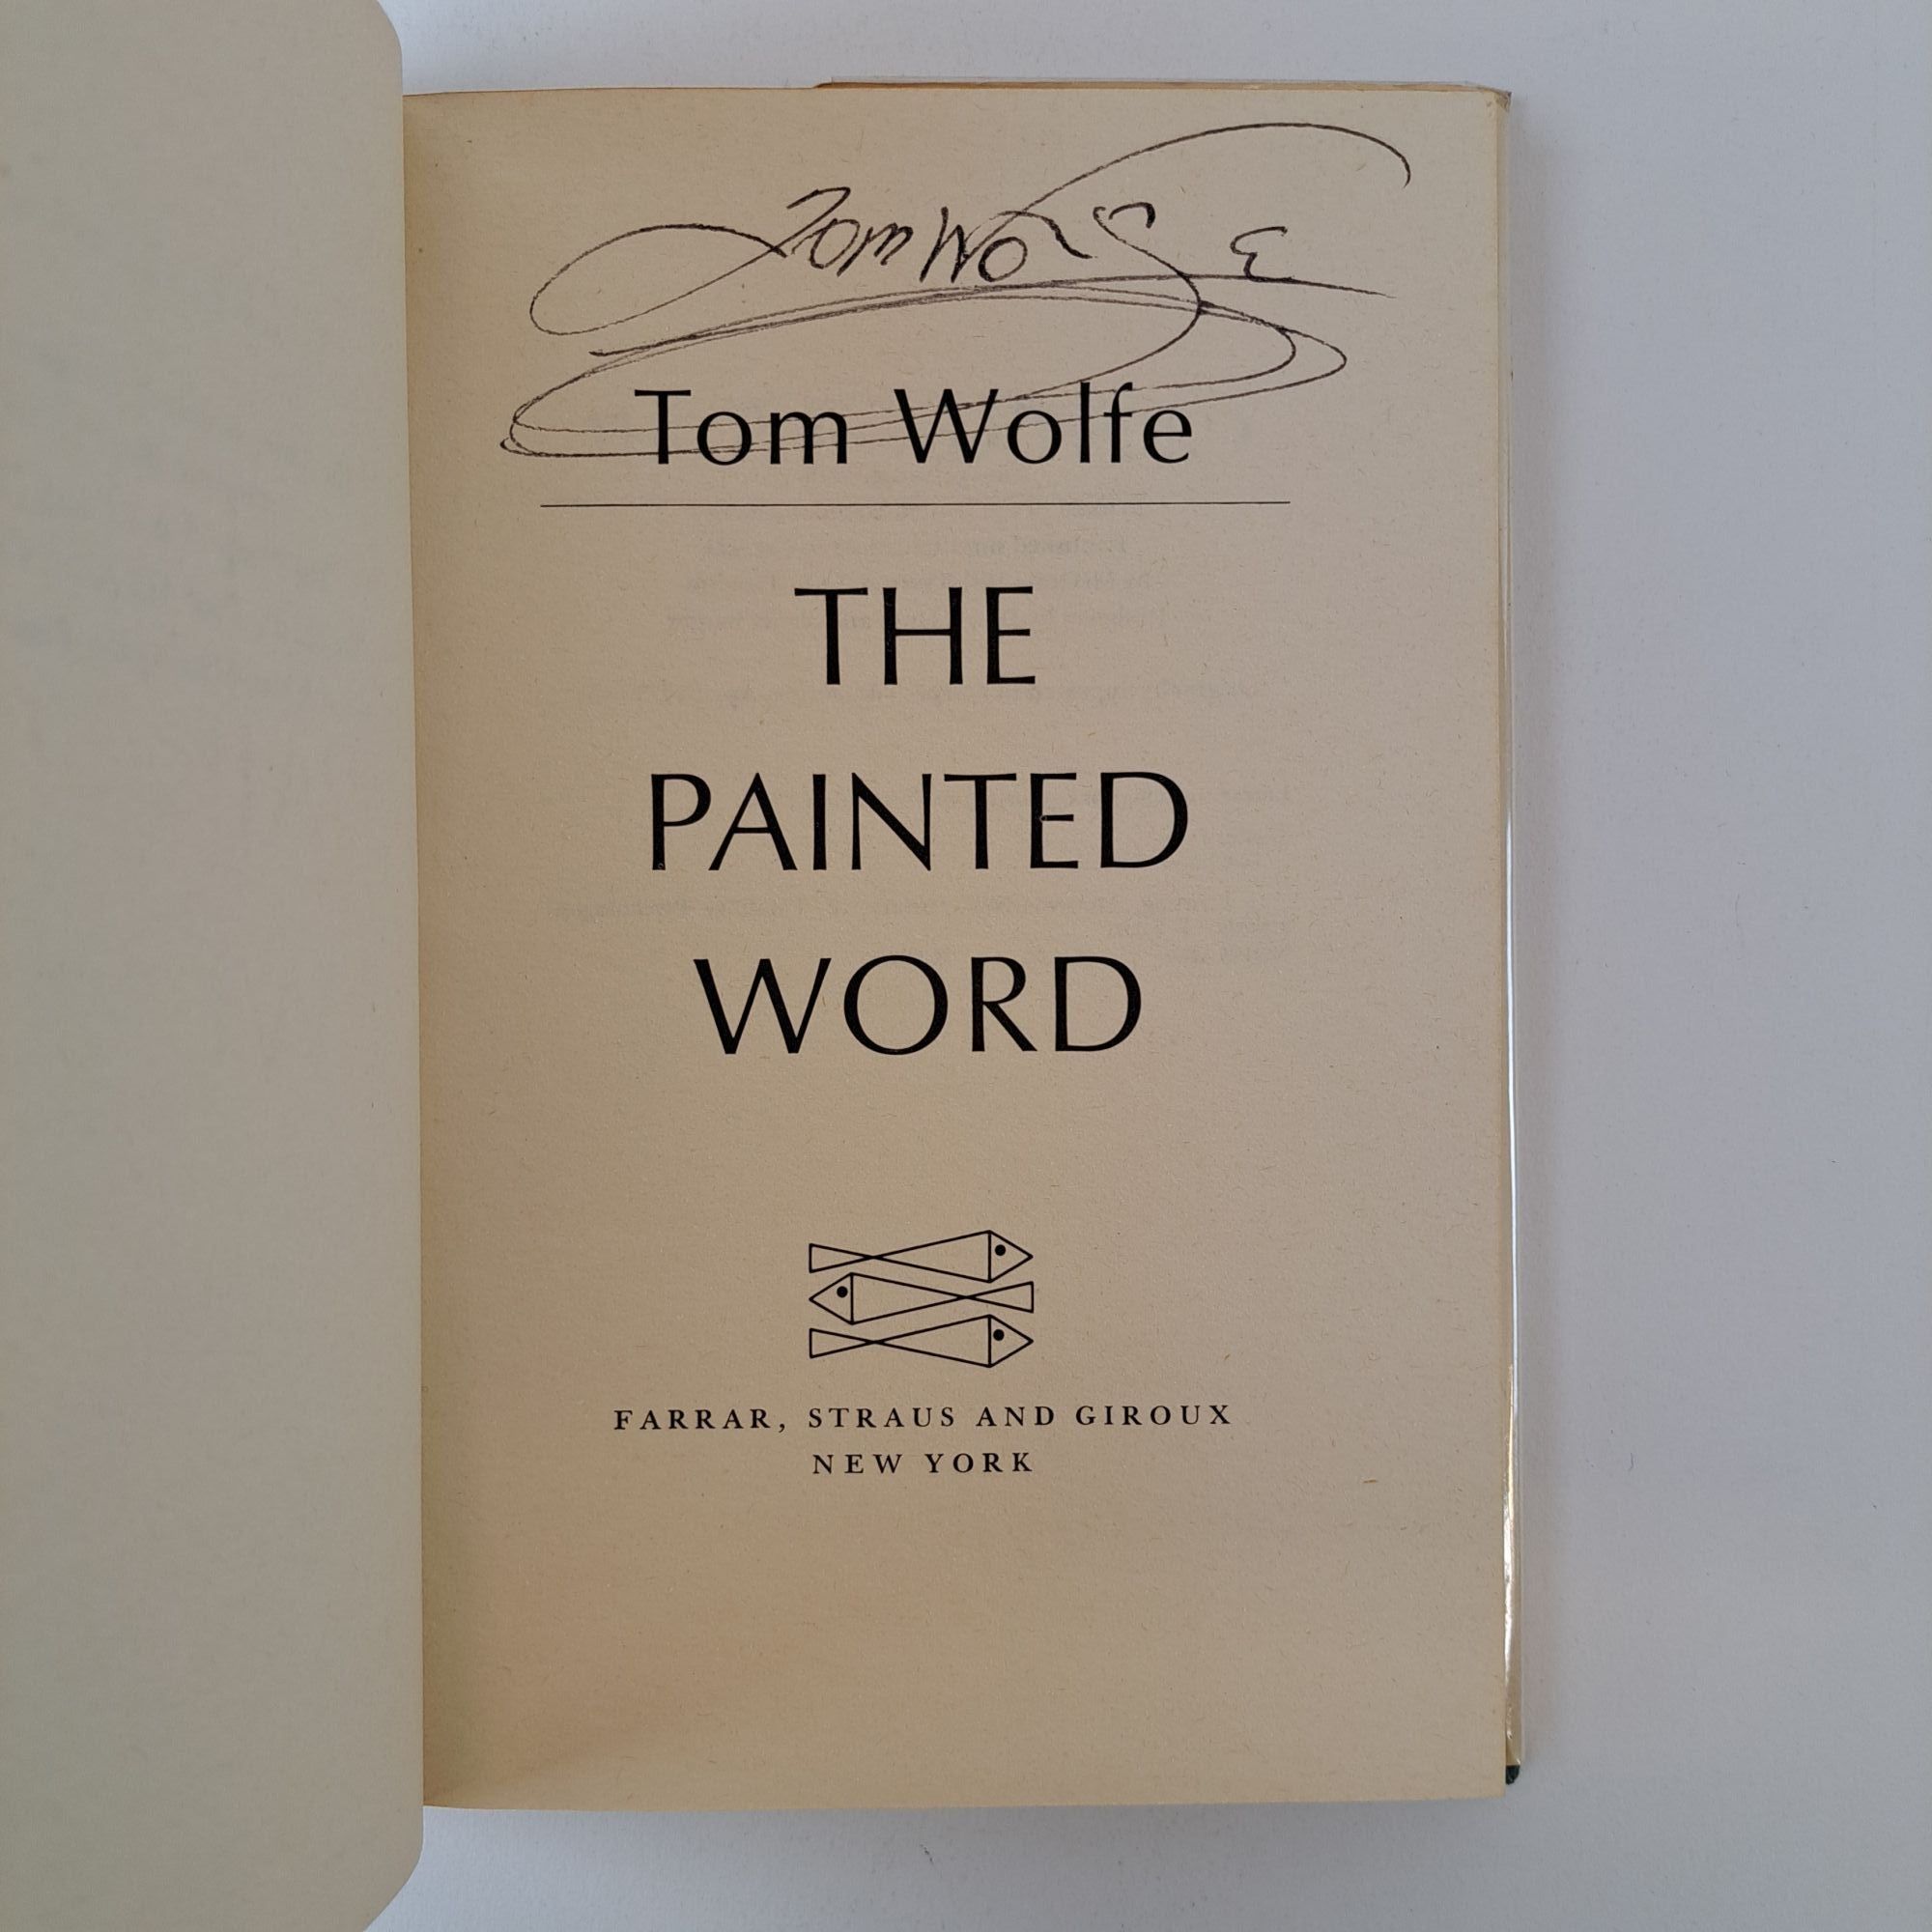 Tom Wolfe
Tom Wolfe
THE
PAINTED
WORD
FARRAR, STRAUS AND GIROUX
NEW YORK